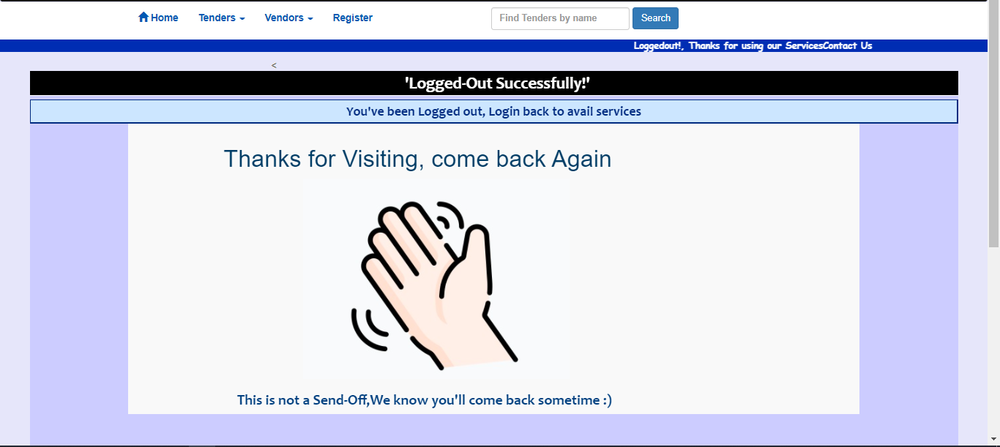 Home Tenders Vendors Register Find Tenders by name Search
Loggedout!, Thanks for using our ServicesContact Us
<
'Logged-Out Successfully!'
You've been Logged out, Login back to avail services
Thanks for Visiting, come back Again
This is not a Send-Off,We know you'll come back sometime :)